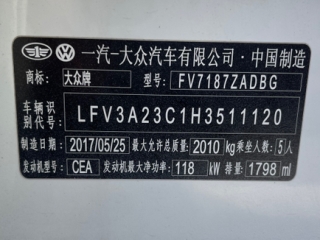 一汽-大众汽车有限公司·中国制造
商标: 大众牌 型号: FV7187ZADBG
车辆识 LFV3A23C1H3511120
制造日期: 2017/05/25 最大允许总质量: 2010 kg 乘坐人数: 5人
发动机型号: CEA 发动机最大净功率: 118 kW 排量: 1798 ml